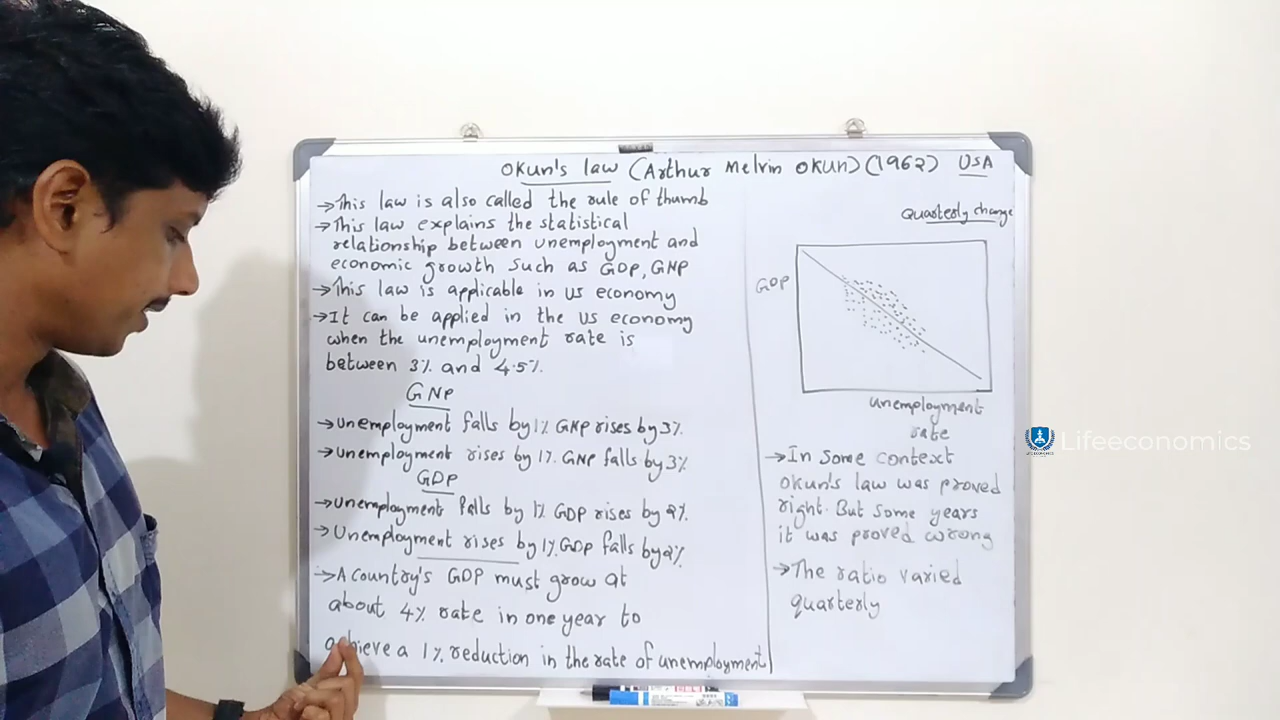 Okun's law (Arthur Melvin Okun) (1962) USA
→This law is also called the rule of thumb
→This law explains the statistical
relationship between unemployment and
economic growth such as GDP, GNP
→This law is applicable in US economy
→It can be applied in the US economy
when the unemployment rate is
between 3% and 4.5%.
GNP
→Unemployment falls by 1% GNP rises by 3%.
→Unemployment rises by 1%. GNP falls by 3%
GDP
→Unemployment falls by 1% GDP rises by 2%.
→Unemployment rises by 1% GDP falls by 2%
→A country's GDP must grow at
about 4% rate in one year to
achieve a 1% reduction in the rate of unemployment
Quarterly change
GDP
unemployment
rate
→In some context
Okun's law was proved
right. But some years
it was proved wrong
→The ratio varied
quarterly
Lifeeconomics